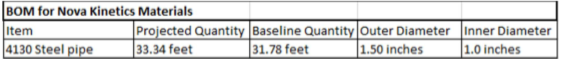 BOM for Nova Kinetics Materials
Item Projected Quantity Baseline Quantity Outer Diameter Inner Diameter
4130 Steel pipe 33.34 feet 31.78 feet 1.50 inches 1.0 inches